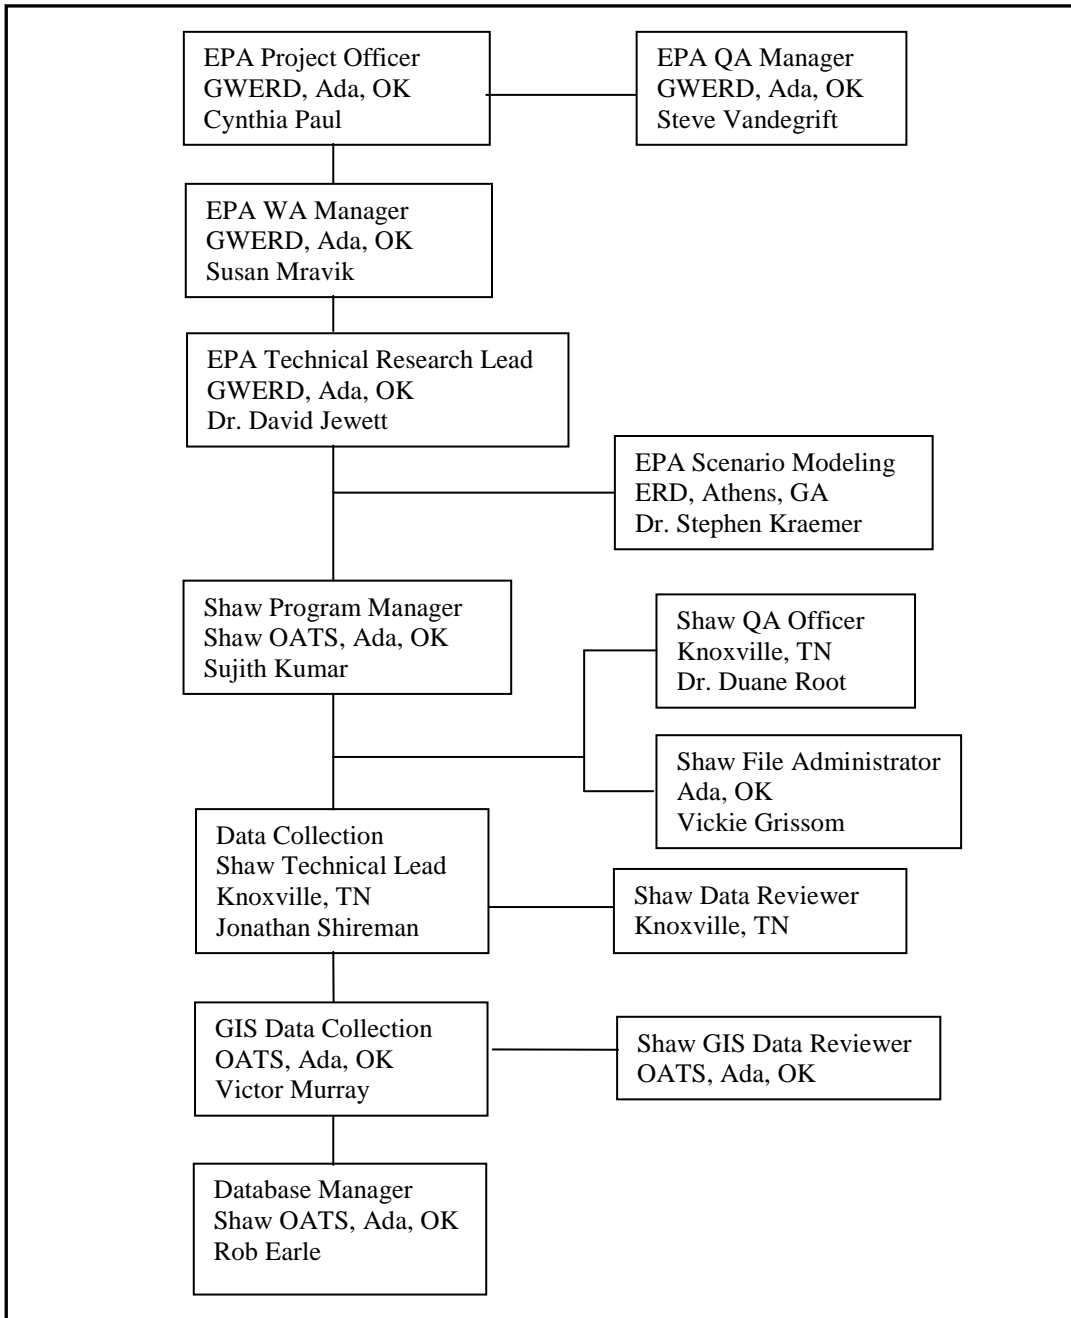 EPA Project Officer
GWERD, Ada, OK
Cynthia Paul
EPA QA Manager
GWERD, Ada, OK
Steve Vandegrift
EPA WA Manager
GWERD, Ada, OK
Susan Mravik
EPA Technical Research Lead
GWERD, Ada, OK
Dr. David Jewett
EPA Scenario Modeling
ERD, Athens, GA
Dr. Stephen Kraemer
Shaw Program Manager
Shaw OATS, Ada, OK
Sujith Kumar
Shaw QA Officer
Knoxville, TN
Dr. Duane Root
Shaw File Administrator
Ada, OK
Vickie Grissom
Data Collection
Shaw Technical Lead
Knoxville, TN
Jonathan Shireman
Shaw Data Reviewer
Knoxville, TN
GIS Data Collection
OATS, Ada, OK
Victor Murray
Shaw GIS Data Reviewer
OATS, Ada, OK
Database Manager
Shaw OATS, Ada, OK
Rob Earle